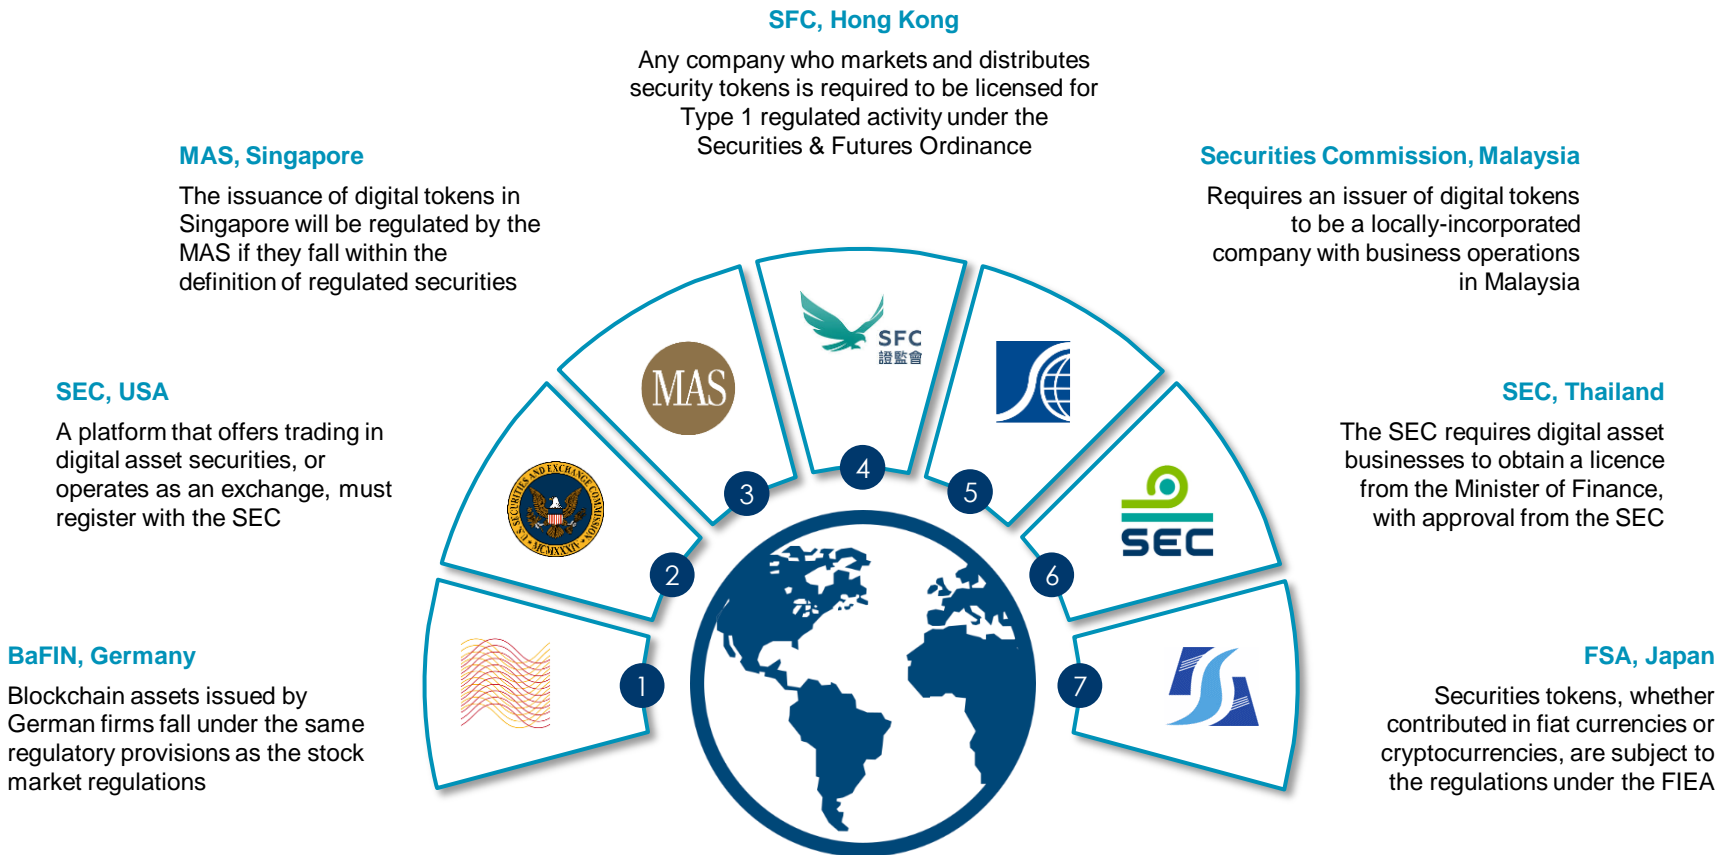 SFC, Hong Kong
Any company who markets and distributes
security tokens is required to be licensed for
Type 1 regulated activity under the
Securities & Futures Ordinance
MAS, Singapore
The issuance of digital tokens in
Singapore will be regulated by the
MAS if they fall within the
definition of regulated securities
Securities Commission, Malaysia
Requires an issuer of digital tokens
to be a locally-incorporated
company with business operations
in Malaysia
SEC, USA
A platform that offers trading in
digital asset securities, or
operates as an exchange, must
register with the SEC
SEC, Thailand
The SEC requires digital asset
businesses to obtain a licence
from the Minister of Finance,
with approval from the SEC
BaFIN, Germany
Blockchain assets issued by
German firms fall under the same
regulatory provisions as the stock
market regulations
FSA, Japan
Securities tokens, whether
contributed in fiat currencies or
cryptocurrencies, are subject to
the regulations under the FIEA
1
U.S. SECURITIES AND EXCHANGE COMMISSION
MCMXXXIV
2
MAS
3
SFC
證監會
4
5
SEC
6
7